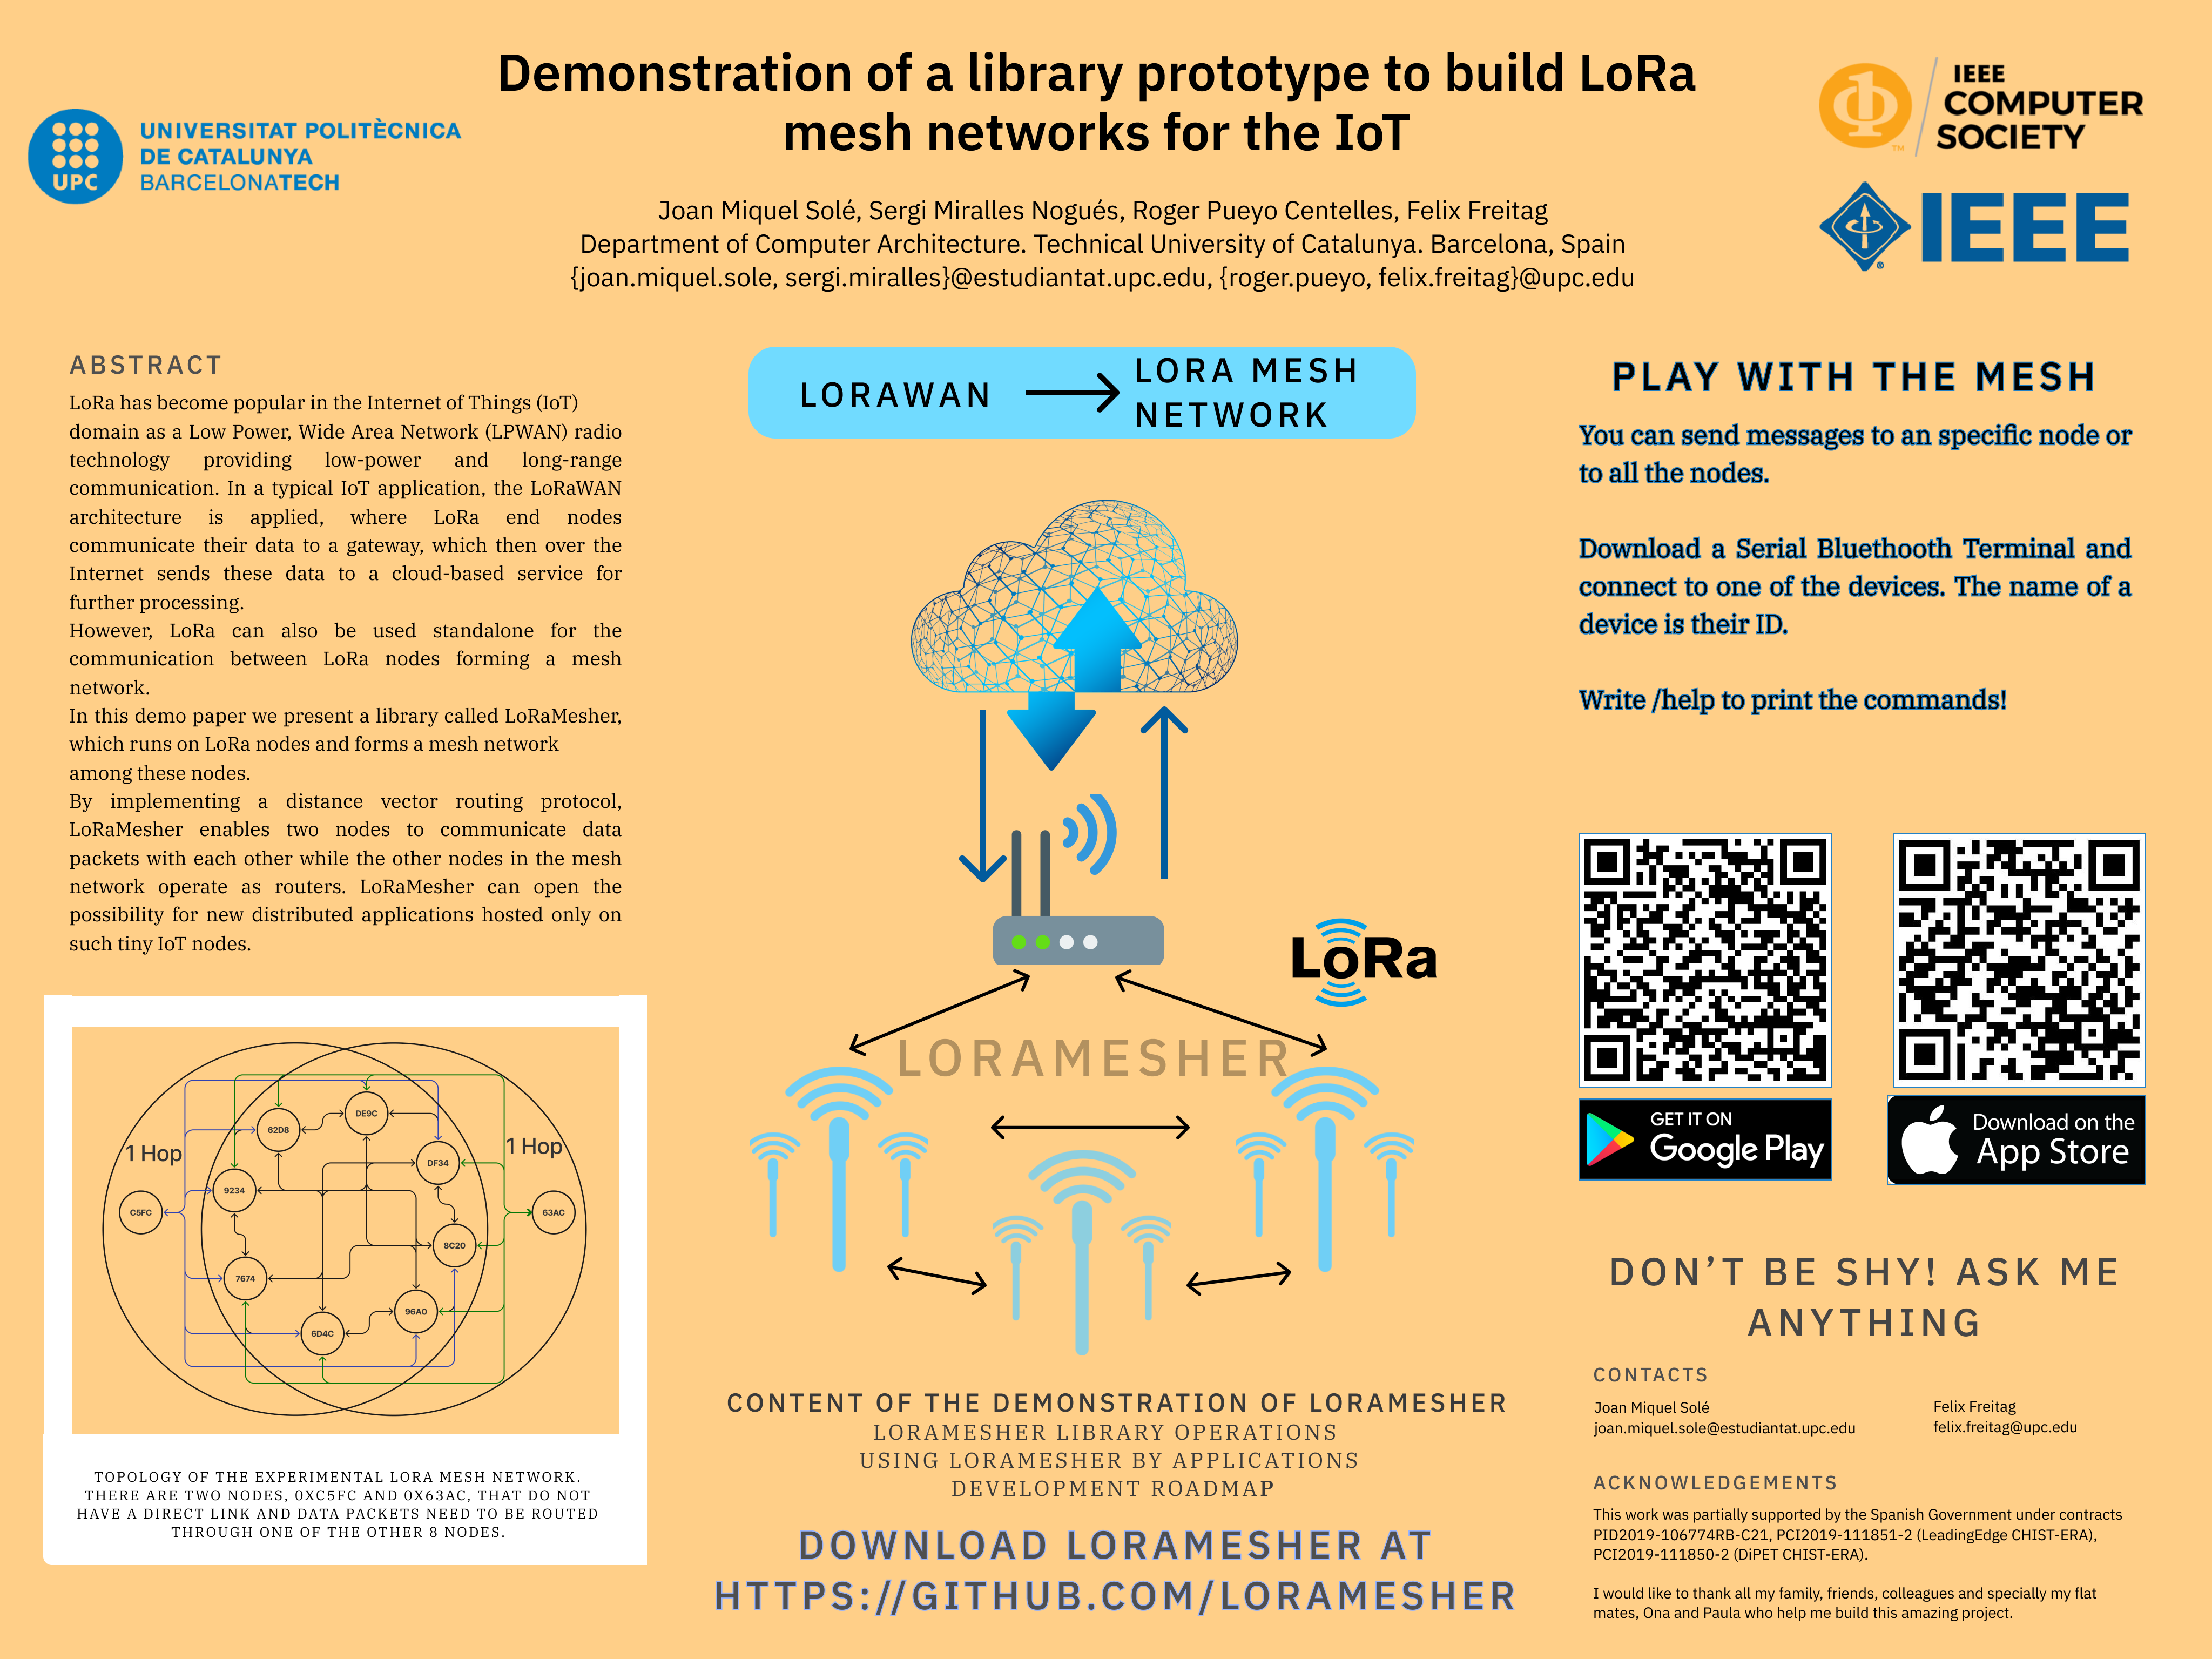 Demonstration of a library prototype to build LoRa
mesh networks for the IoT
UNIVERSITAT POLITÈCNICA
DE CATALUNYA
BARCELONATECH
UPC
IEEE
COMPUTER
SOCIETY
TM
IEEE
®
Joan Miquel Solé, Sergi Miralles Nogués, Roger Pueyo Centelles, Felix Freitag
Department of Computer Architecture. Technical University of Catalunya. Barcelona, Spain
{joan.miquel.sole, sergi.miralles}@estudiantat.upc.edu, {roger.pueyo, felix.freitag}@upc.edu
ABSTRACT
LoRa has become popular in the Internet of Things (IoT)
domain as a Low Power, Wide Area Network (LPWAN) radio
technology providing low-power and long-range
communication. In a typical IoT application, the LoRaWAN
architecture is applied, where LoRa end nodes
communicate their data to a gateway, which then over the
Internet sends these data to a cloud-based service for
further processing.
However, LoRa can also be used standalone for the
communication between LoRa nodes forming a mesh
network.
In this demo paper we present a library called LoRaMesher,
which runs on LoRa nodes and forms a mesh network
among these nodes.
By implementing a distance vector routing protocol,
LoRaMesher enables two nodes to communicate data
packets with each other while the other nodes in the mesh
network operate as routers. LoRaMesher can open the
possibility for new distributed applications hosted only on
such tiny IoT nodes.
1 Hop
1 Hop
DE9C
62D8
DF34
9234
C5FC
63AC
8C20
7674
96A0
6D4C
TOPOLOGY OF THE EXPERIMENTAL LORA MESH NETWORK.
THERE ARE TWO NODES, 0XC5FC AND 0X63AC, THAT DO NOT
HAVE A DIRECT LINK AND DATA PACKETS NEED TO BE ROUTED
THROUGH ONE OF THE OTHER 8 NODES.
LORAWAN
LORA MESH
NETWORK
LoRa
LORAMESHER
CONTENT OF THE DEMONSTRATION OF LORAMESHER
LORAMESHER LIBRARY OPERATIONS
USING LORAMESHER BY APPLICATIONS
DEVELOPMENT ROADMAP
DOWNLOAD LORAMESHER AT
HTTPS://GITHUB.COM/LORAMESHER
PLAY WITH THE MESH
You can send messages to an specific node or
to all the nodes.
Download a Serial Bluethooth Terminal and
connect to one of the devices. The name of a
device is their ID.
Write /help to print the commands!
GET IT ON
Google Play
Download on the
App Store
DON'T BE SHY! ASK ME
ANYTHING
CONTACTS
Joan Miquel Solé
joan.miquel.sole@estudiantat.upc.edu
Felix Freitag
felix.freitag@upc.edu
ACKNOWLEDGEMENTS
This work was partially supported by the Spanish Government under contracts
PID2019-106774RB-C21, PCI2019-111851-2 (LeadingEdge CHIST-ERA),
PCI2019-111850-2 (DiPET CHIST-ERA).
I would like to thank all my family, friends, colleagues and specially my flat
mates, Ona and Paula who help me build this amazing project.